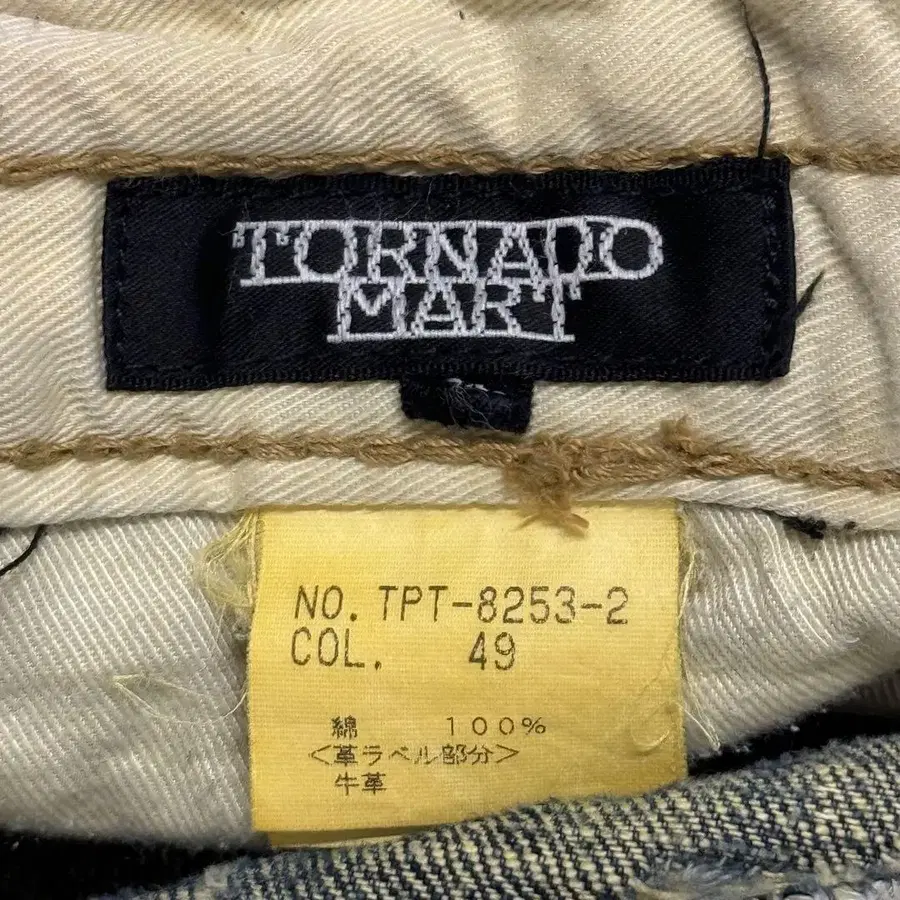 TORNADO
MART
NO. TPT-8253-2
COL. 49
綿 100%
<革ラベル部分>
牛革